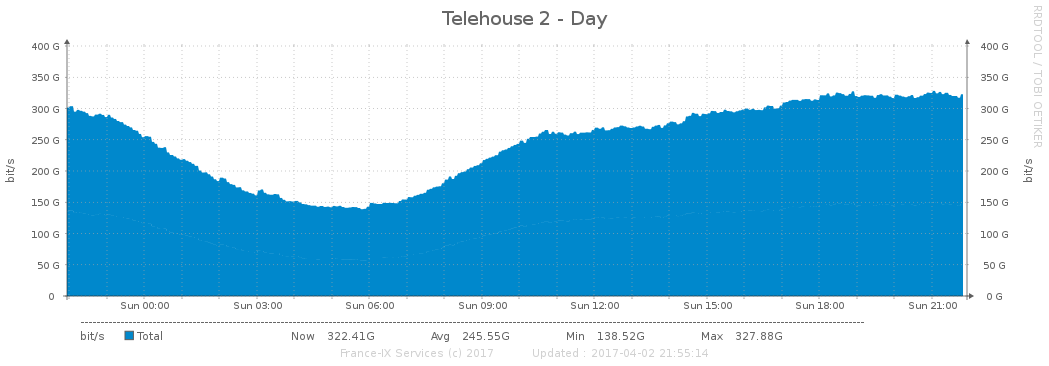 Telehouse 2 - Day
RRDTOOL / TOBI OETIKER
400 G 400 G
350 G 350 G
300 G 300 G
250 G 250 G
200 G 200 G
150 G 150 G
100 G 100 G
50 G 50 G
0 0 G
bit/s
bit/s
Sun 00:00 Sun 03:00 Sun 06:00 Sun 09:00 Sun 12:00 Sun 15:00 Sun 18:00 Sun 21:00
bit/s Total Now 322.41G Avg 245.55G Min 138.52G Max 327.88G
France-IX Services (c) 2017 Updated : 2017-04-02 21:55:14